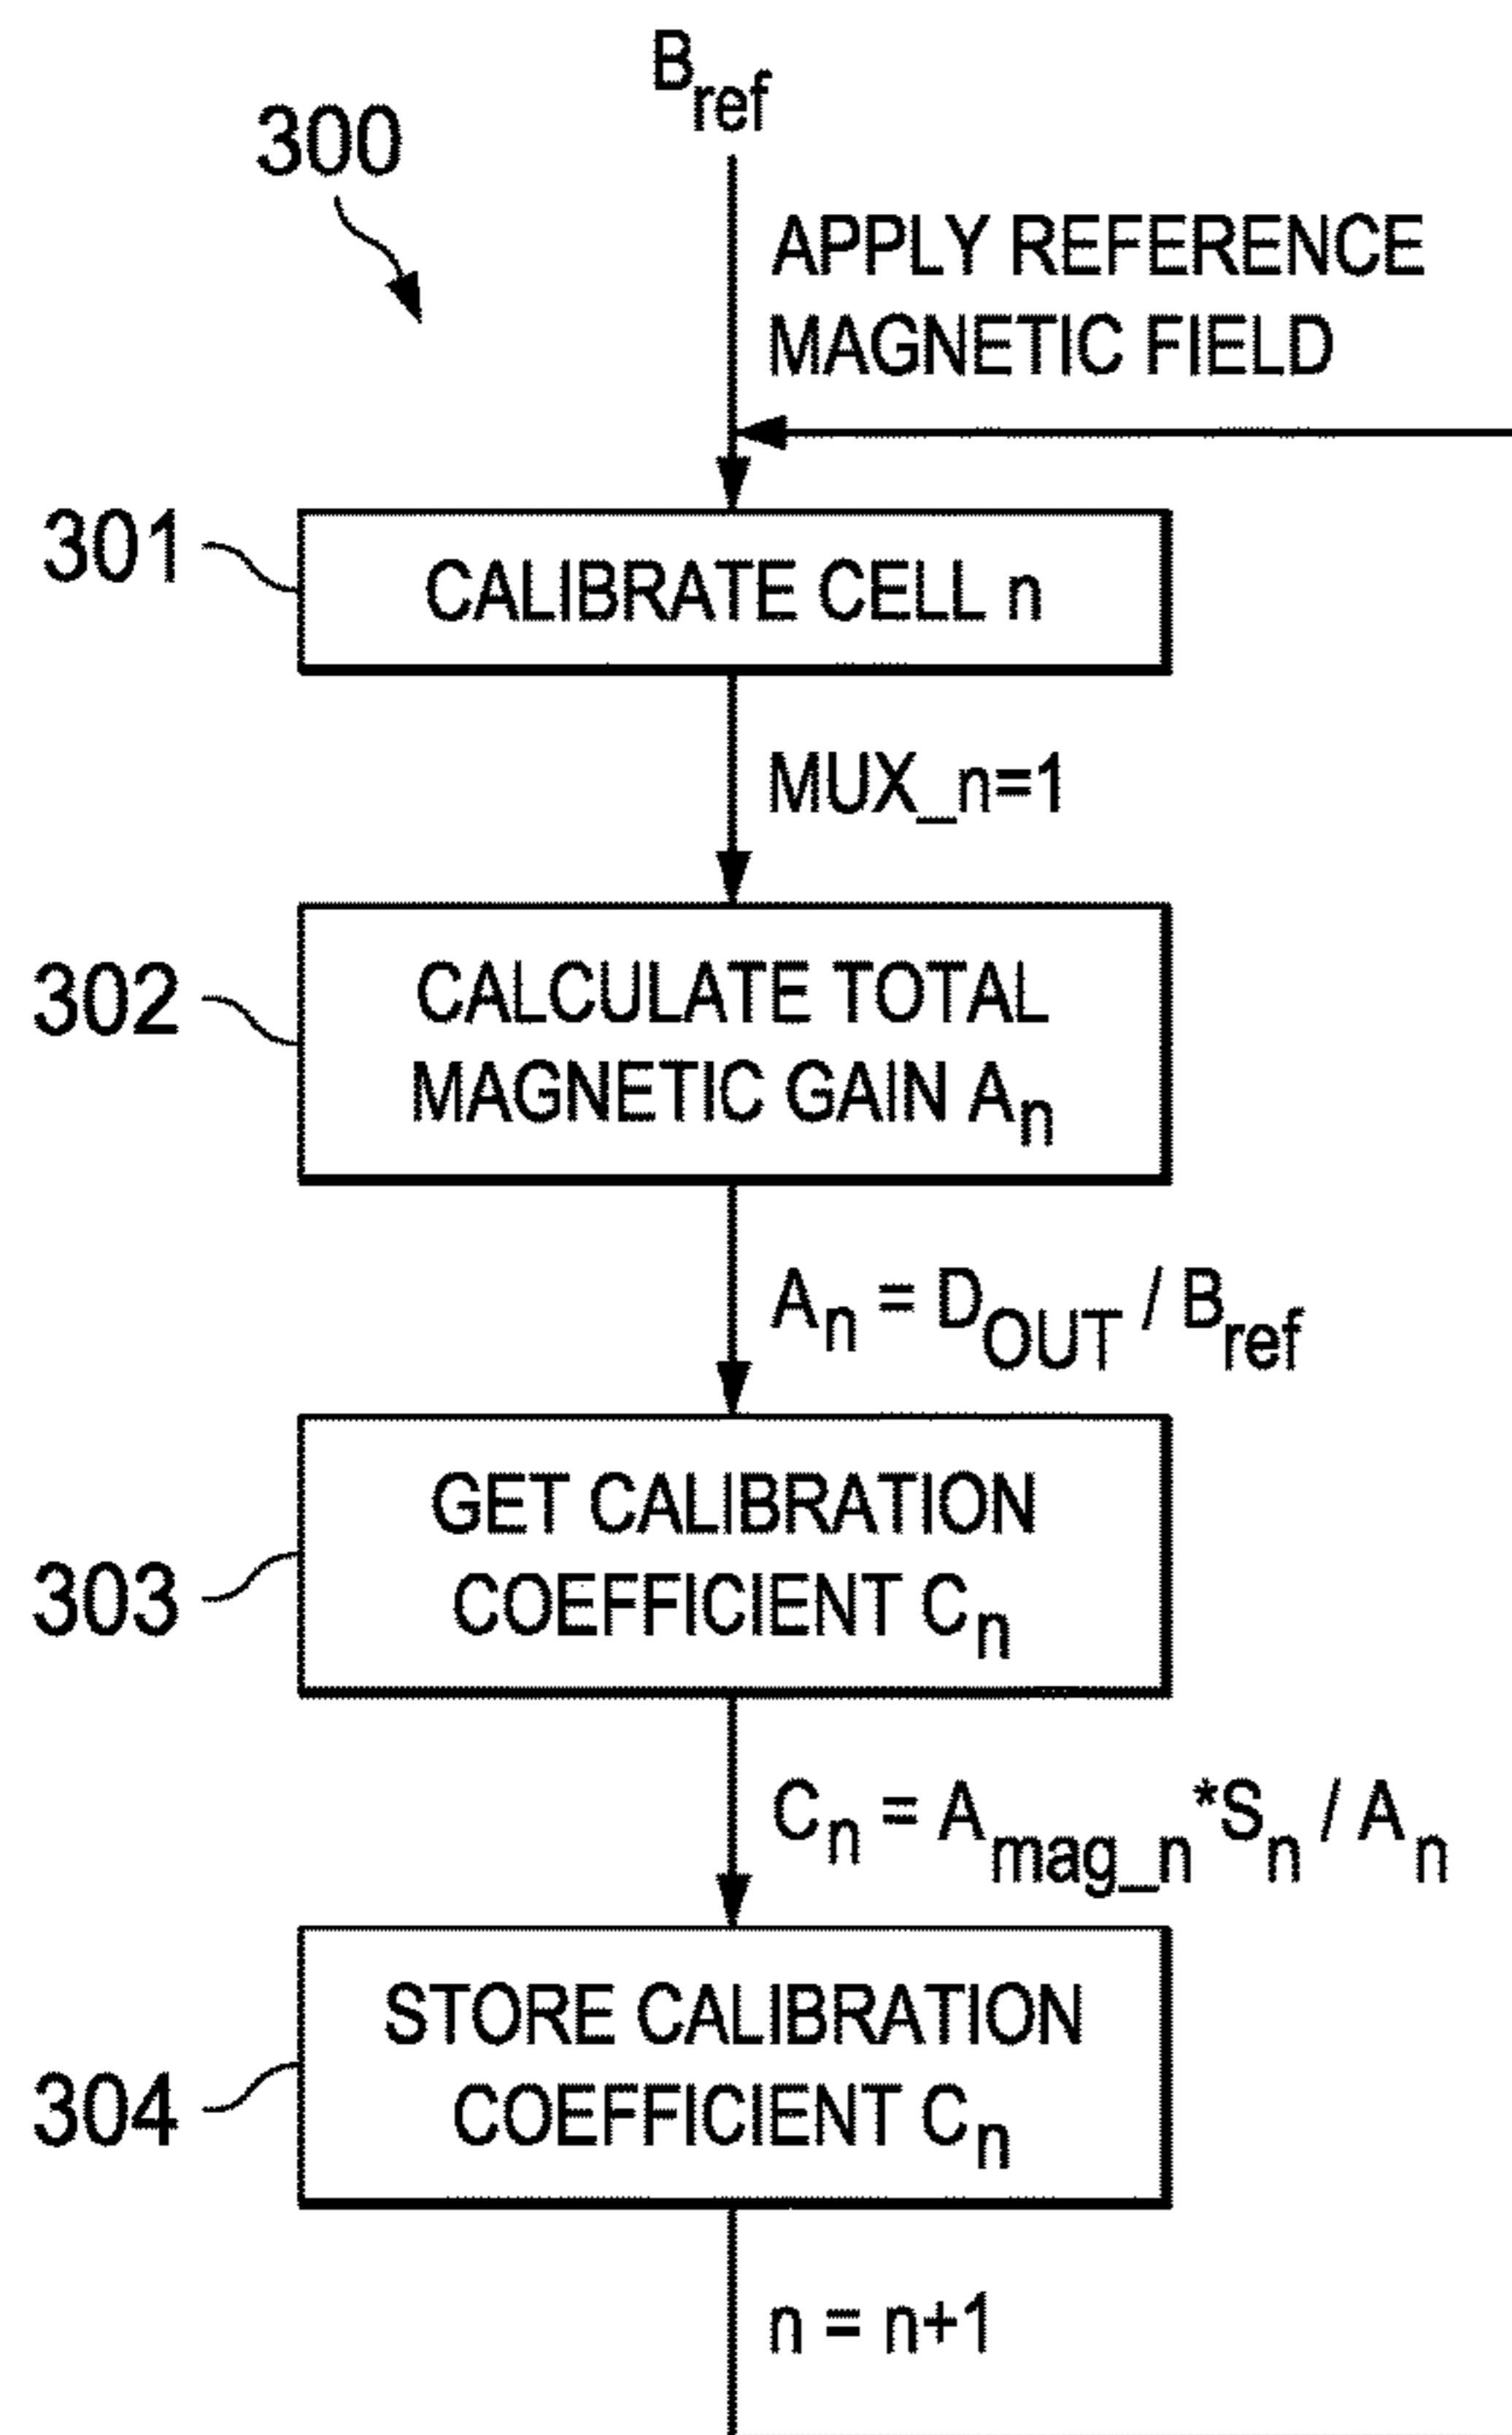 B_ref
300
APPLY REFERENCE
MAGNETIC FIELD
301
CALIBRATE CELL n
MUX_n=1
302
CALCULATE TOTAL
MAGNETIC GAIN A_n
A_n = D_OUT / B_ref
303
GET CALIBRATION
COEFFICIENT C_n
C_n = A_mag_n*S_n / A_n
304
STORE CALIBRATION
COEFFICIENT C_n
n = n+1